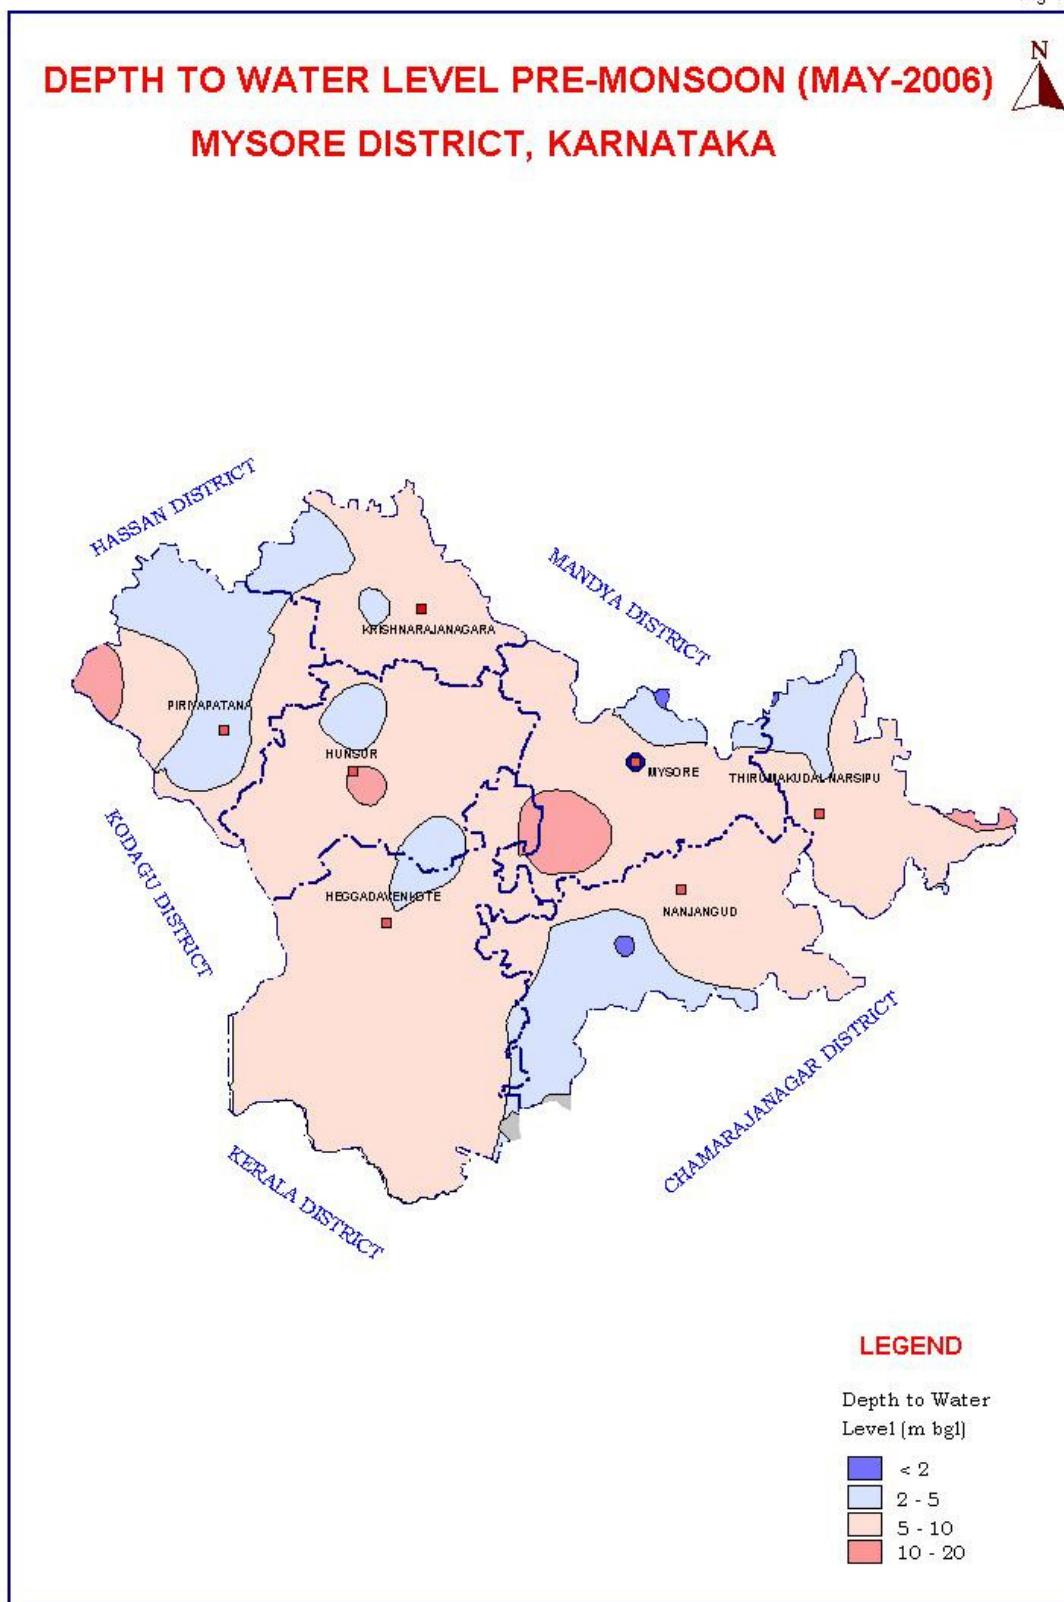 N
DEPTH TO WATER LEVEL PRE-MONSOON (MAY-2006)
MYSORE DISTRICT, KARNATAKA
HASSAN DISTRICT
MANDYA DISTRICT
KRISHNARAJANAGARA
PIRIYAPATANA
HUNSUR
MYSORE
THIRUMAKUDAL NARSIPU
KODAGU DISTRICT
HEGGADAVENKOTE
NANJANGUD
CHAMARAJANAGAR DISTRICT
KERALA DISTRICT
LEGEND
Depth to Water
Level (m bgl)
< 2
2 - 5
5 - 10
10 - 20